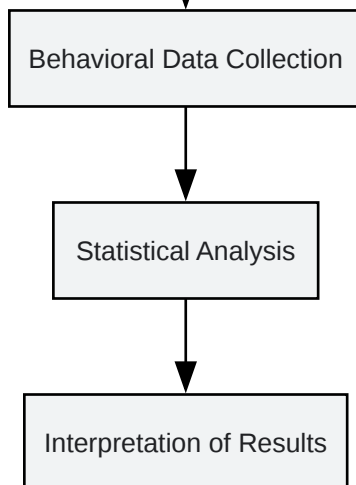 Behavioral Data Collection
Statistical Analysis
Interpretation of Results